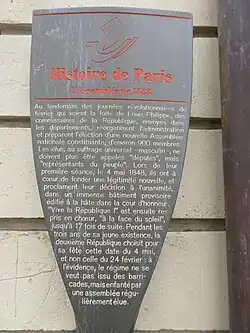 Histoire de Paris
L'Assemblée de 1848
Au lendemain des journées révolutionnaires de
février qui voient la fuite de Louis-Philippe, des
commissaires de la République, envoyés dans
les départements, réorganisent l'administration
et préparent l'élection d'une nouvelle Assemblée
nationale constituante, d'environ 900 membres.
Les élus, au suffrage universel - masculin -, ne
doivent plus être appelés "députés", mais
"représentants du peuple". Lors de leur
première séance, le 4 mai 1848, ils ont à
cœur de fonder une légitimité nouvelle, et
proclament leur décision à l'unanimité,
dans un immense bâtiment provisoire
édifié à la hâte dans la cour d'honneur.
"Vive la République !" est ensuite re-
pris en chœur, "à la face du soleil",
jusqu'à 17 fois de suite. Pendant les
trois ans de sa jeune existence, la
deuxième République choisit pour
sa fête cette date du 4 mai,
et non celle du 24 février : à
l'évidence, le régime ne se
veut pas issu des barri-
cades, mais enfanté par
une assemblée régu-
lièrement élue.